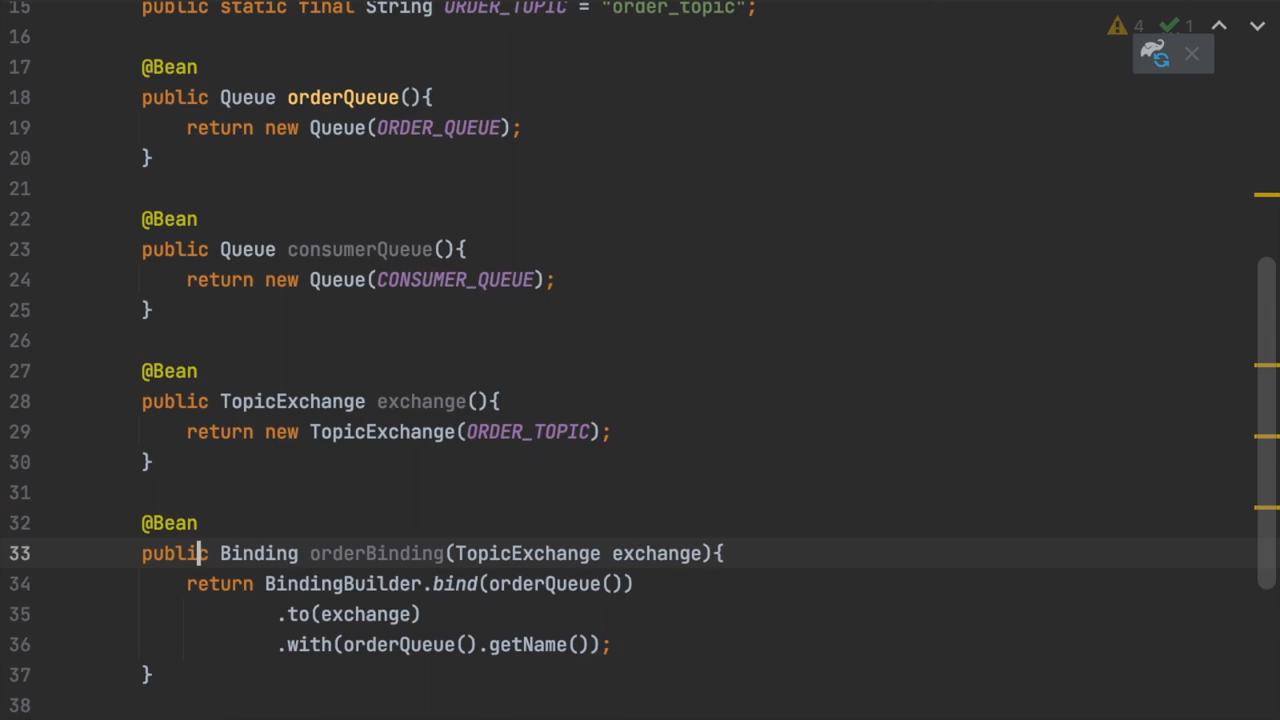 15 public static final String ORDER_TOPIC = "order_topic";
4 1
16
17 @Bean
18 public Queue orderQueue(){
19 return new Queue(ORDER_QUEUE);
20 }
21
22 @Bean
23 public Queue consumerQueue(){
24 return new Queue(CONSUMER_QUEUE);
25 }
26
27 @Bean
28 public TopicExchange exchange(){
29 return new TopicExchange(ORDER_TOPIC);
30 }
31
32 @Bean
33 public Binding orderBinding(TopicExchange exchange){
34 return BindingBuilder.bind(orderQueue())
35 .to(exchange)
36 .with(orderQueue().getName());
37 }
38